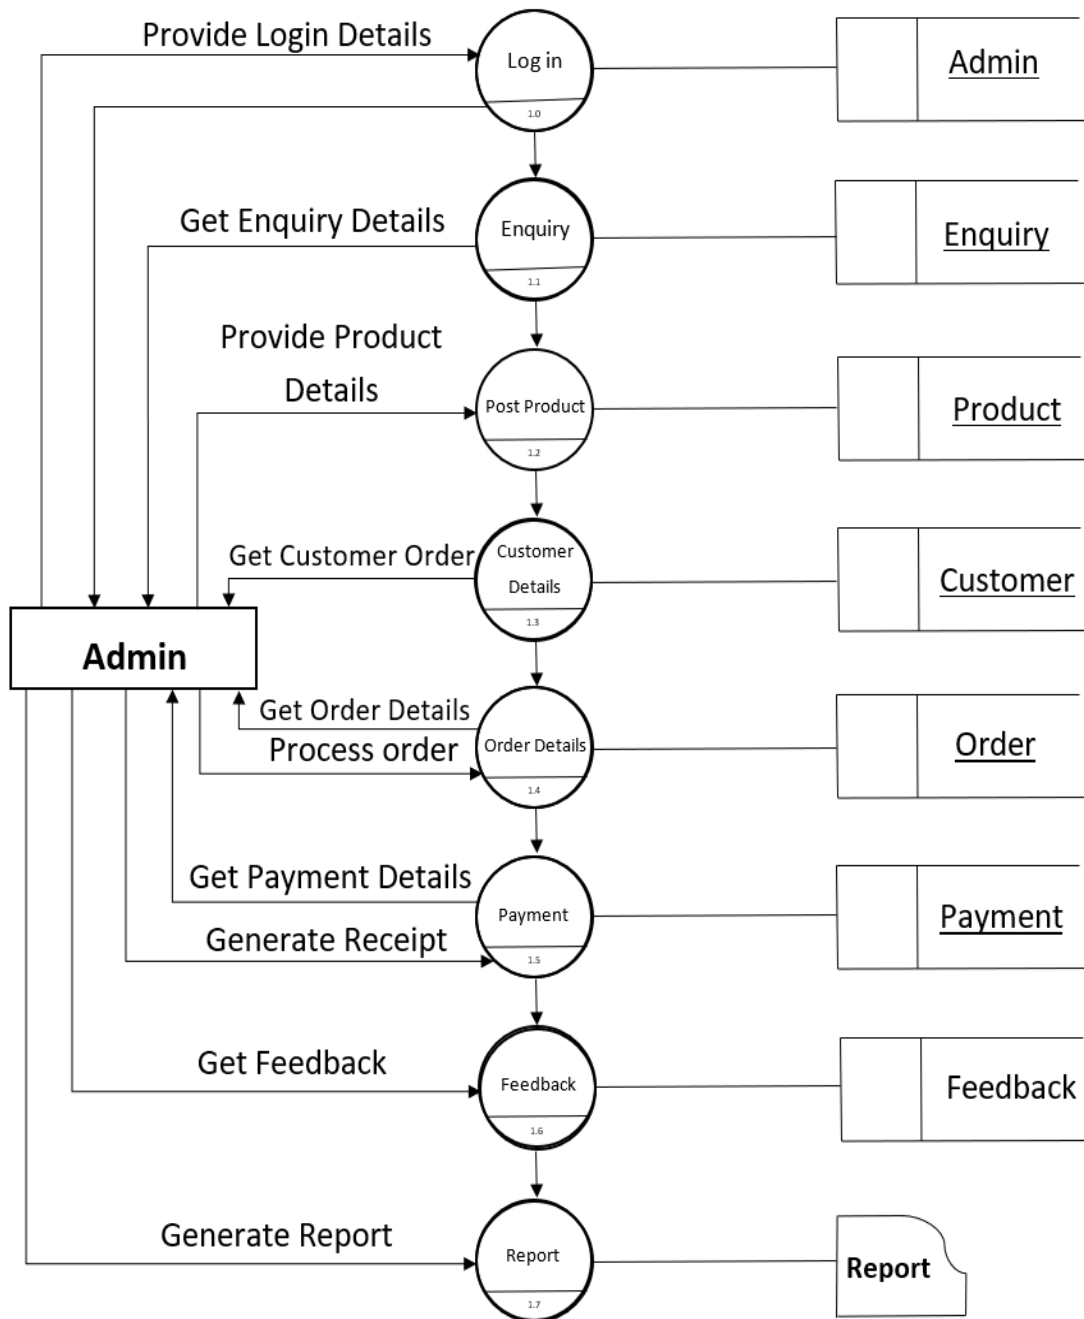 Provide Login Details
Log in
1.0
Admin
Get Enquiry Details
Enquiry
1.1
Enquiry
Provide Product
Details
Post Product
1.2
Product
Get Customer Order
Customer
Details
1.3
Customer
Admin
Get Order Details
Process order
Order Details
1.4
Order
Get Payment Details
Generate Receipt
Payment
1.5
Payment
Get Feedback
Feedback
1.6
Feedback
Generate Report
Report
1.7
Report